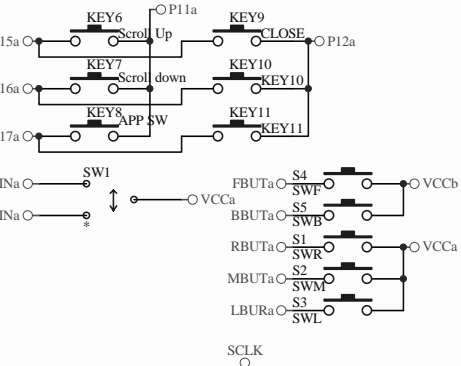 P11a
KEY6
Scroll Up
KEY9
CLOSE
15a
P12a
KEY7
Scroll down
KEY10
KEY10
16a
KEY8
APP SW
KEY11
KEY11
17a
SW1
INa
VCCa
INa
*
S4
FBUTa
SWF
VCCb
S5
BBUTa
SWB
S1
RBUTa
SWR
VCCa
S2
MBUTa
SWM
S3
LBURa
SWL
SCLK